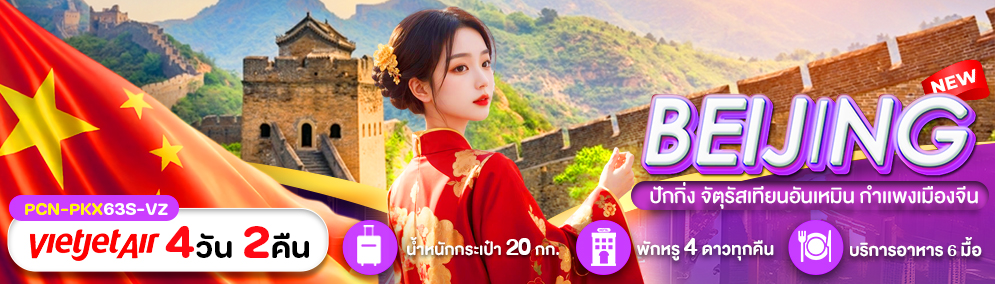 NEW
BEIJING
ปักกิ่ง จัตุรัสเทียนอันเหมิน กำแพงเมืองจีน
PCN-PKX63S-VZ
vietjet Air 4 วัน 2 คืน
น้ำหนักกระเป๋า 20 กก.
พักหรู 4 ดาวทุกคืน
บริการอาหาร 6 มื้อ